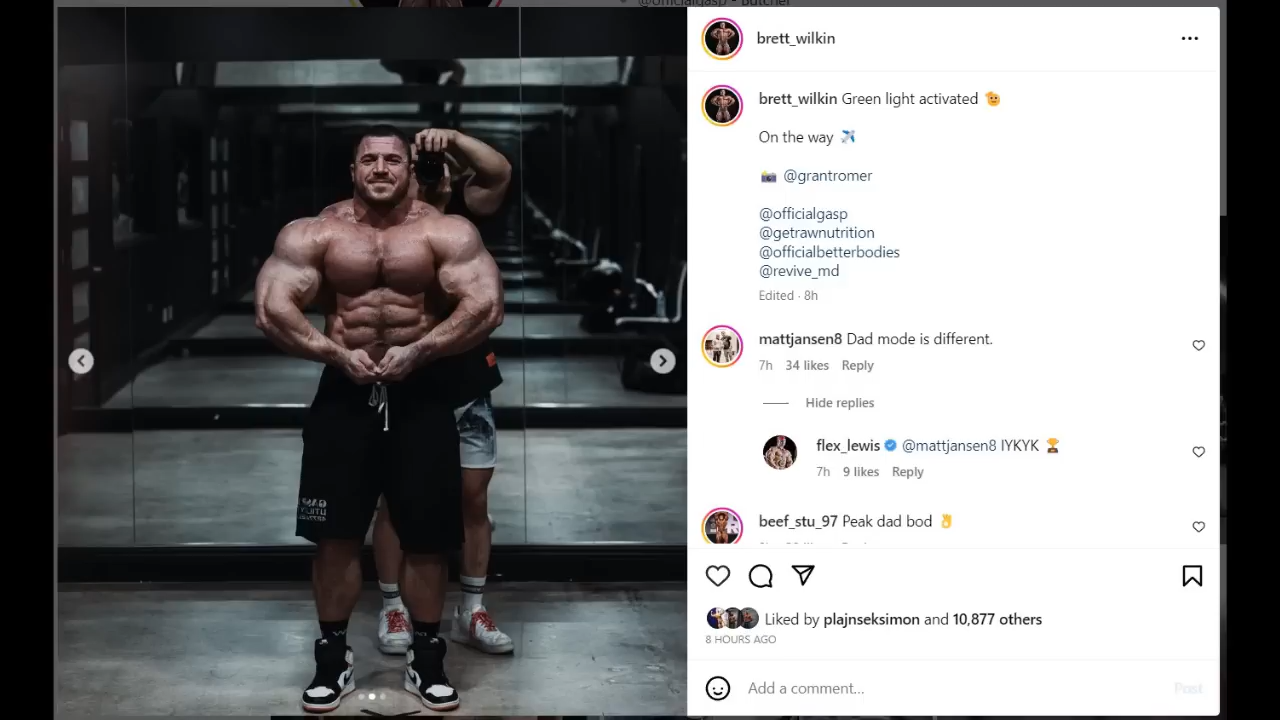 @officialgasp - Butcher
brett_wilkin
brett_wilkin Green light activated
On the way
@grantromer
@officialgasp
@getrawnutrition
@officialbetterbodies
@revive_md
Edited · 8h
mattjansen8 Dad mode is different.
7h 34 likes Reply
Hide replies
flex_lewis @mattjansen8 IYKYK
7h 9 likes Reply
beef_stu_97 Peak dad bod
Liked by plajnseksimon and 10,877 others
8 HOURS AGO
Add a comment...
Post